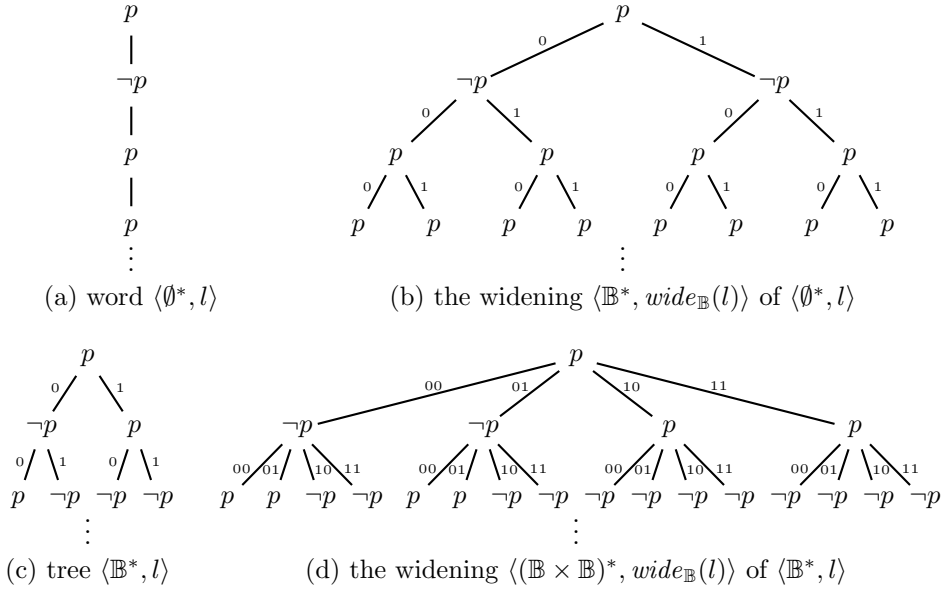 p
¬p
p
p
⋮
(a) word ⟨∅*, l⟩
p
0 1
¬p ¬p
0 1 0 1
p p p p
0 1 0 1 0 1 0 1
p p p p p p p p
⋮
(b) the widening ⟨𝔹*, wide_𝔹(l)⟩ of ⟨∅*, l⟩
p
0 1
¬p p
0 1 0 1
p ¬p ¬p ¬p
⋮
(c) tree ⟨𝔹*, l⟩
p
00 01 10 11
¬p ¬p p p
00 01 10 11 00 01 10 11 00 01 10 11 00 01 10 11
p p ¬p ¬p p p ¬p ¬p ¬p ¬p ¬p ¬p ¬p ¬p ¬p ¬p
⋮
(d) the widening ⟨(𝔹 × 𝔹)*, wide_𝔹(l)⟩ of ⟨𝔹*, l⟩